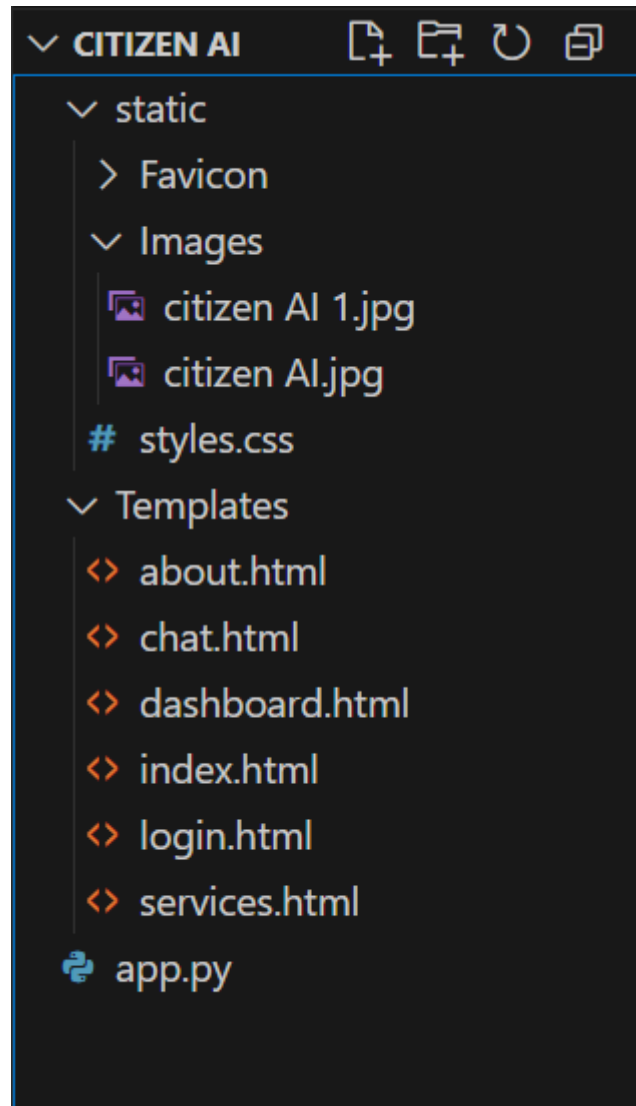 CITIZEN AI
static
Favicon
Images
citizen AI 1.jpg
citizen AI.jpg
# styles.css
Templates
<> about.html
<> chat.html
<> dashboard.html
<> index.html
<> login.html
<> services.html
app.py